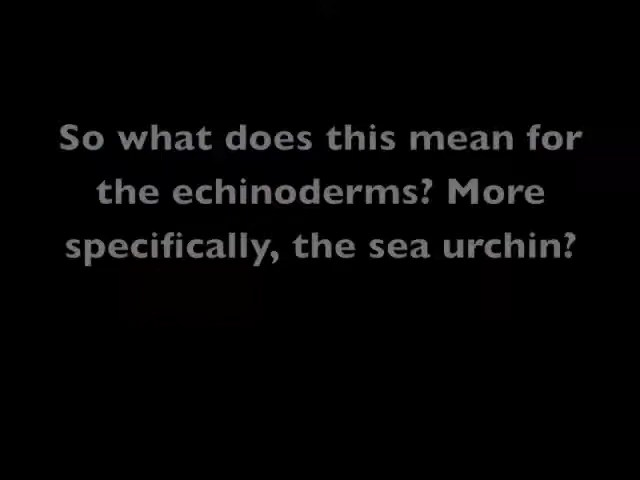 So what does this mean for
the echinoderms? More
specifically, the sea urchin?